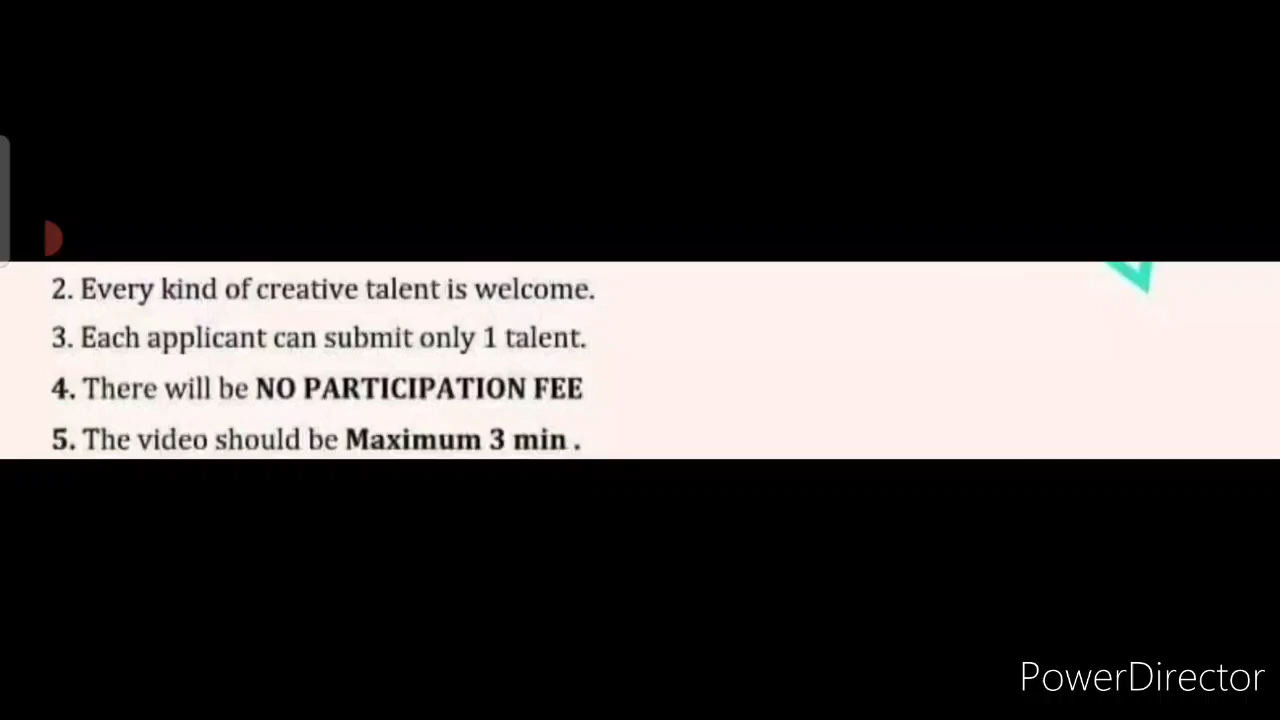 2. Every kind of creative talent is welcome.
3. Each applicant can submit only 1 talent.
4. There will be NO PARTICIPATION FEE
5. The video should be Maximum 3 min .
PowerDirector